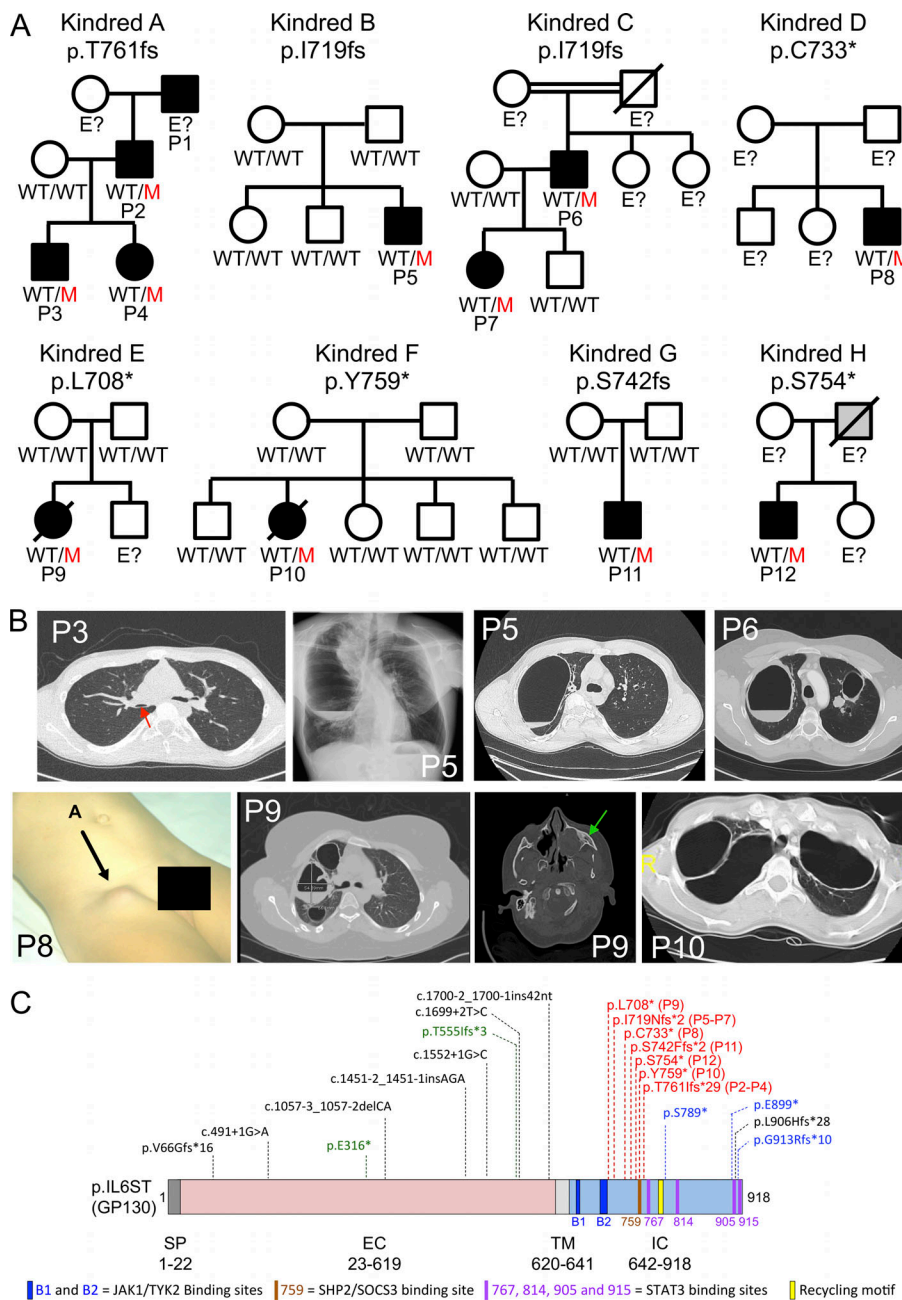 A
Kindred A
p.T761fs
E?
P1
WT/WT
WT/M
P2
WT/M
P3
WT/M
P4
Kindred B
p.I719fs
WT/WT
WT/WT
WT/WT
WT/WT
WT/M
P5
Kindred C
p.I719fs
E?
E?
WT/WT
WT/M
P6
E?
E?
WT/M
P7
WT/WT
Kindred D
p.C733*
E?
E?
E?
E?
WT/M
P8
Kindred E
p.L708*
WT/WT
WT/WT
WT/M
P9
E?
Kindred F
p.Y759*
WT/WT
WT/WT
WT/WT
WT/M
P10
WT/WT
WT/WT
WT/WT
Kindred G
p.S742fs
WT/WT
WT/WT
WT/M
P11
Kindred H
p.S754*
E?
E?
WT/M
P12
E?
B
P3
P5
P5
P6
A
P8
P9
P9
R
P10
C
c.1700-2_1700-1ins42nt
c.1699+2T>C
p.T555Ifs*3
c.1552+1G>C
c.1451-2_1451-1insAGA
c.1057-3_1057-2delCA
c.491+1G>A
p.V66Gfs*16
p.E316*
p.L708* (P9)
p.I719Nfs*2 (P5-P7)
p.C733* (P8)
p.S742Ffs*2 (P11)
p.S754* (P12)
p.Y759* (P10)
p.T761Ifs*29 (P2-P4)
p.S789*
p.E899*
p.L906Hfs*28
p.G913Rfs*10
p.IL6ST
(GP130)
1
918
B1
B2
759
767
814
905
915
SP
1-22
EC
23-619
TM
620-641
IC
642-918
B1 and B2 = JAK1/TYK2 Binding sites
759 = SHP2/SOCS3 binding site
767, 814, 905 and 915 = STAT3 binding sites
Recycling motif